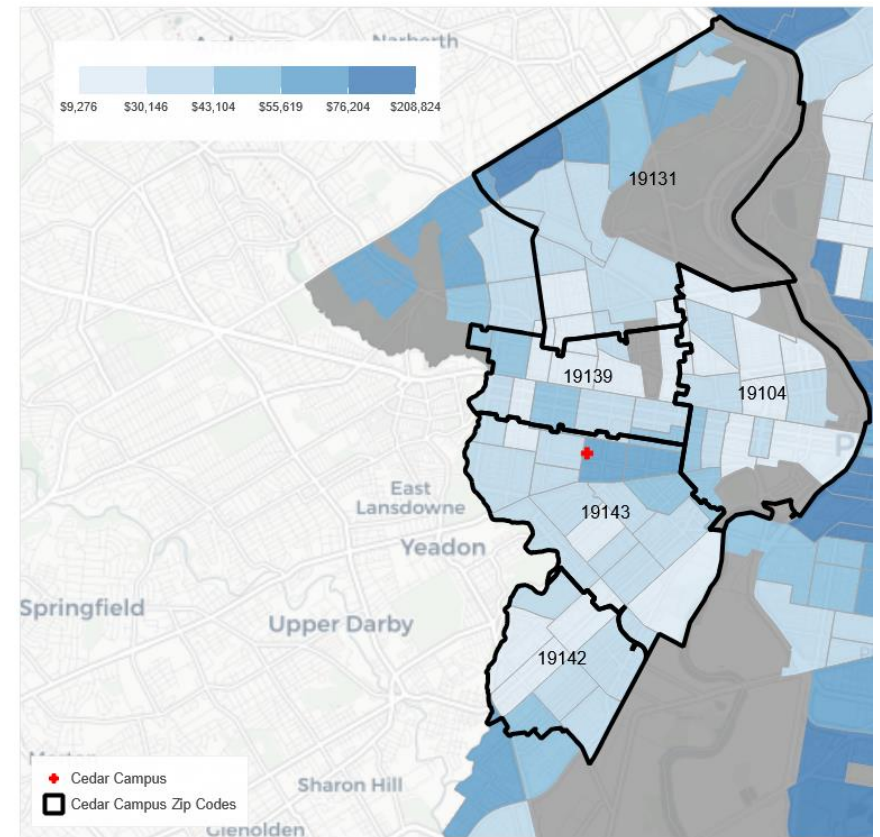 Narberth
$9,276 $30,146 $43,104 $55,619 $76,204 $208,824
19131
19139
19104
East
Lansdowne
19143
Yeadon
Springfield
Upper Darby
19142
Cedar Campus
Cedar Campus Zip Codes
Sharon Hill
Glenolden